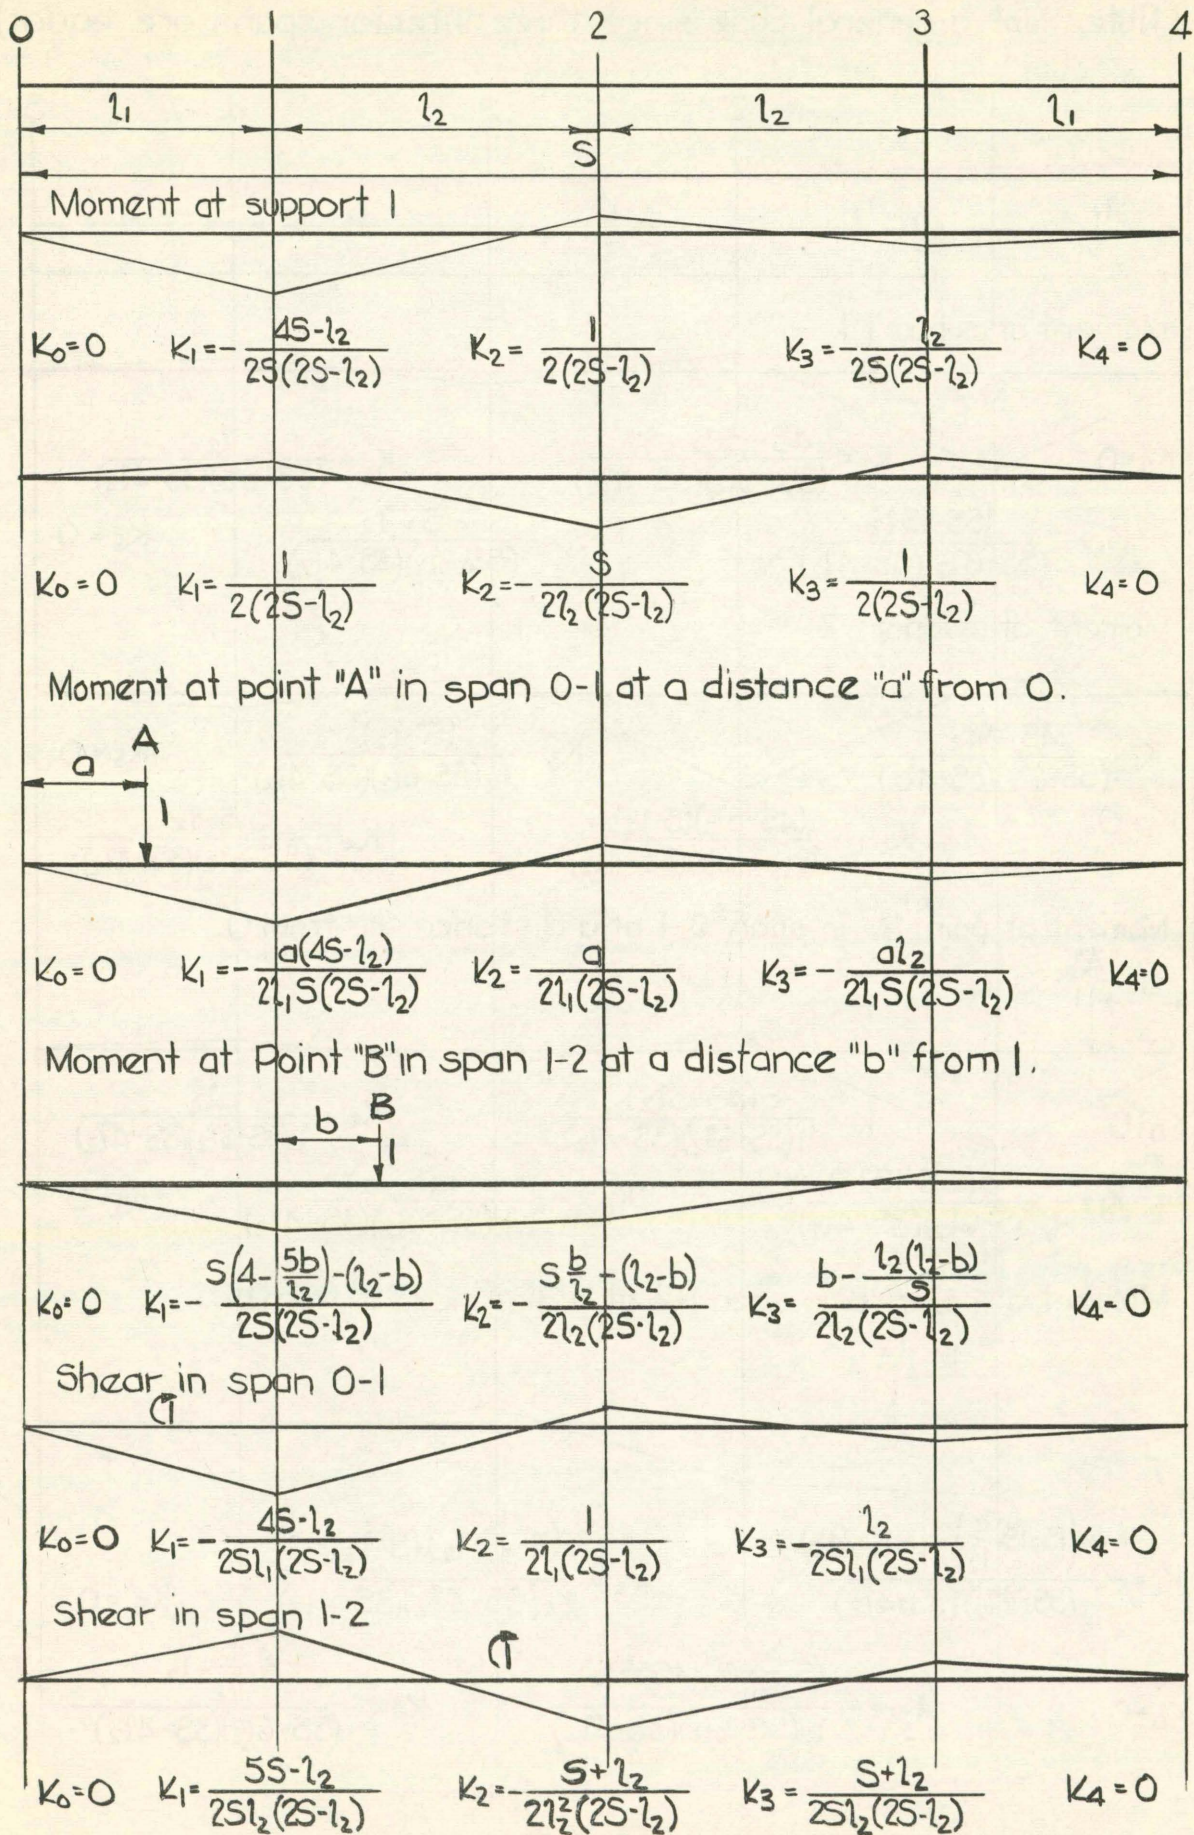 0 2 3 4
l₁ l₂ l₂ l₁
S
Moment at support 1
K₀=0 K₁=-(4S-l₂)/(2S(2S-l₂)) K₂=1/(2(2S-l₂)) K₃=-l₂/(2S(2S-l₂)) K₄=0
K₀=0 K₁=1/(2(2S-l₂)) K₂=-S/(2l₂(2S-l₂)) K₃=1/(2(2S-l₂)) K₄=0
Moment at point "A" in span 0-1 at a distance "a" from 0.
A
a
1
K₀=0 K₁=-a(4S-l₂)/(2l₁S(2S-l₂)) K₂=a/(2l₁(2S-l₂)) K₃=-al₂/(2l₁S(2S-l₂)) K₄=0
Moment at Point "B" in span 1-2 at a distance "b" from 1.
B
b
1
K₀=0 K₁=-(S(4-5b/l₂)-(l₂-b))/(2S(2S-l₂)) K₂=-(S b/l₂-(l₂-b))/(2l₂(2S-l₂)) K₃=(b-l₂(l₂-b)/S)/(2l₂(2S-l₂)) K₄=0
Shear in span 0-1
K₀=0 K₁=-(4S-l₂)/(2Sl₁(2S-l₂)) K₂=1/(2l₁(2S-l₂)) K₃=-l₂/(2Sl₁(2S-l₂)) K₄=0
Shear in span 1-2
K₀=0 K₁=(5S-l₂)/(2Sl₂(2S-l₂)) K₂=-(S+l₂)/(2l₂²(2S-l₂)) K₃=(S+l₂)/(2Sl₂(2S-l₂)) K₄=0